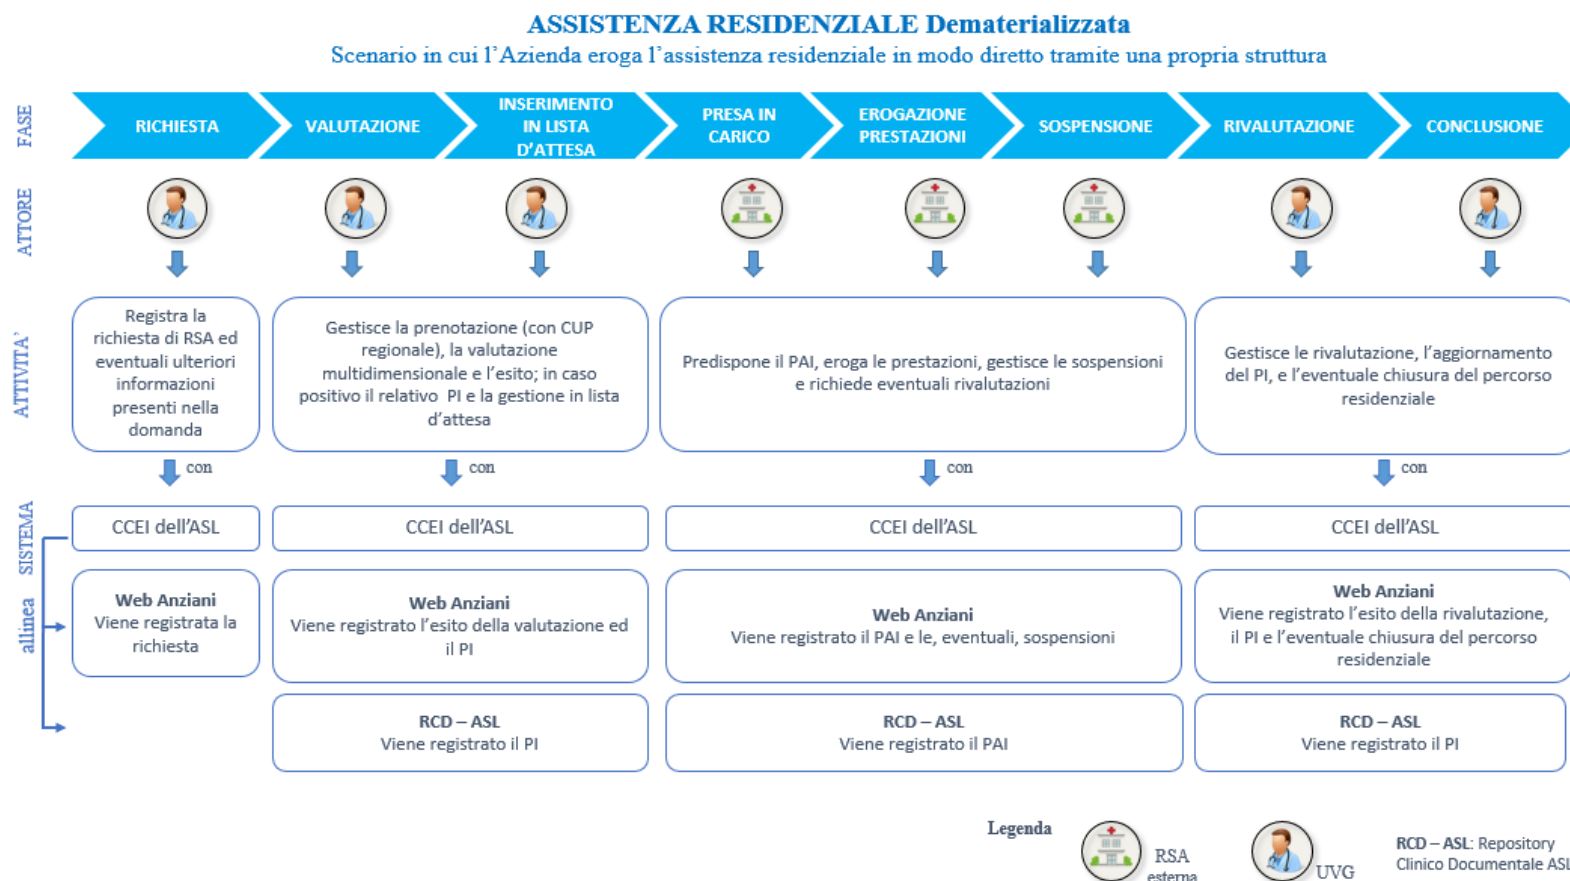 ASSISTENZA RESIDENZIALE Dematerializzata
Scenario in cui l'Azienda eroga l'assistenza residenziale in modo diretto tramite una propria struttura
FASE
RICHIESTA
VALUTAZIONE
INSERIMENTO
IN LISTA
D'ATTESA
PRESA IN
CARICO
EROGAZIONE
PRESTAZIONI
SOSPENSIONE
RIVALUTAZIONE
CONCLUSIONE
ATTORE
ATTIVITA'
Registra la
richiesta di RSA ed
eventuali ulteriori
informazioni
presenti nella
domanda
Gestisce la prenotazione (con CUP
regionale), la valutazione
multidimensionale e l'esito; in caso
positivo il relativo PI e la gestione in lista
d'attesa
Predispone il PAI, eroga le prestazioni, gestisce le sospensioni
e richiede eventuali rivalutazioni
Gestisce le rivalutazione, l'aggiornamento
del PI, e l'eventuale chiusura del percorso
residenziale
con
con
con
con
SISTEMA
CCEI dell'ASL
CCEI dell'ASL
CCEI dell'ASL
CCEI dell'ASL
allinea
Web Anziani
Viene registrata la
richiesta
Web Anziani
Viene registrato l'esito della valutazione ed
il PI
Web Anziani
Viene registrato il PAI e le, eventuali, sospensioni
Web Anziani
Viene registrato l'esito della rivalutazione,
il PI e l'eventuale chiusura del percorso
residenziale
RCD – ASL
Viene registrato il PI
RCD – ASL
Viene registrato il PAI
RCD – ASL
Viene registrato il PI
Legenda
RSA
esterna
UVG
RCD – ASL: Repository
Clinico Documentale ASL